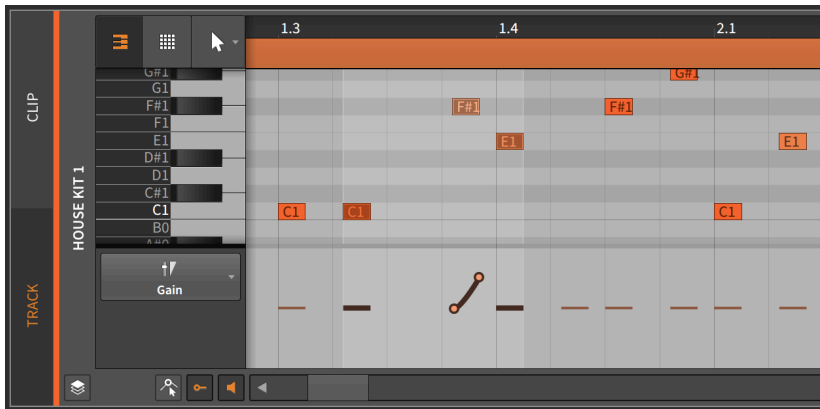 1.3 1.4 2.1
G#1 G#1
G1
F#1 F#1 F#1
F1
E1 E1 E1
D#1
D1
C#1
C1 C1 C1 C1
B0
A#0
Gain
CLIP
TRACK
HOUSE KIT 1